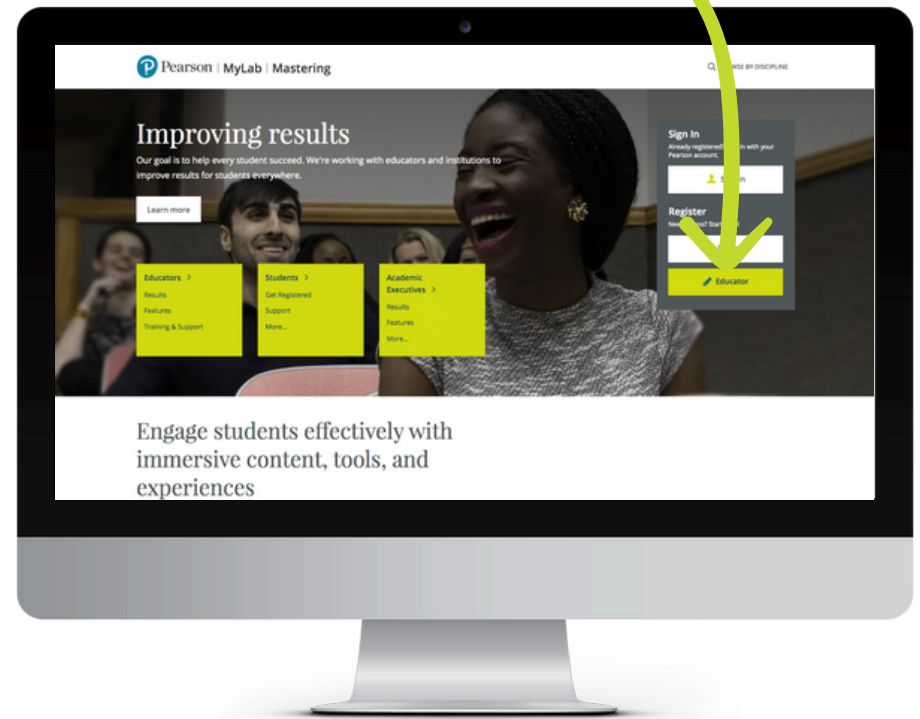 Pearson | MyLab | Mastering
BY DISCIPLINE
Improving results
Our goal is to help every student succeed. We're working with educators and institutions to
improve results for students everywhere.
Learn more
Educators >
Results
Features
Training & Support
Students >
Get Registered
Support
More...
Academic
Executives >
Results
Features
More...
Sign In
Already registered? with your
Pearson account.
Register
Educator
Engage students effectively with
immersive content, tools, and
experiences